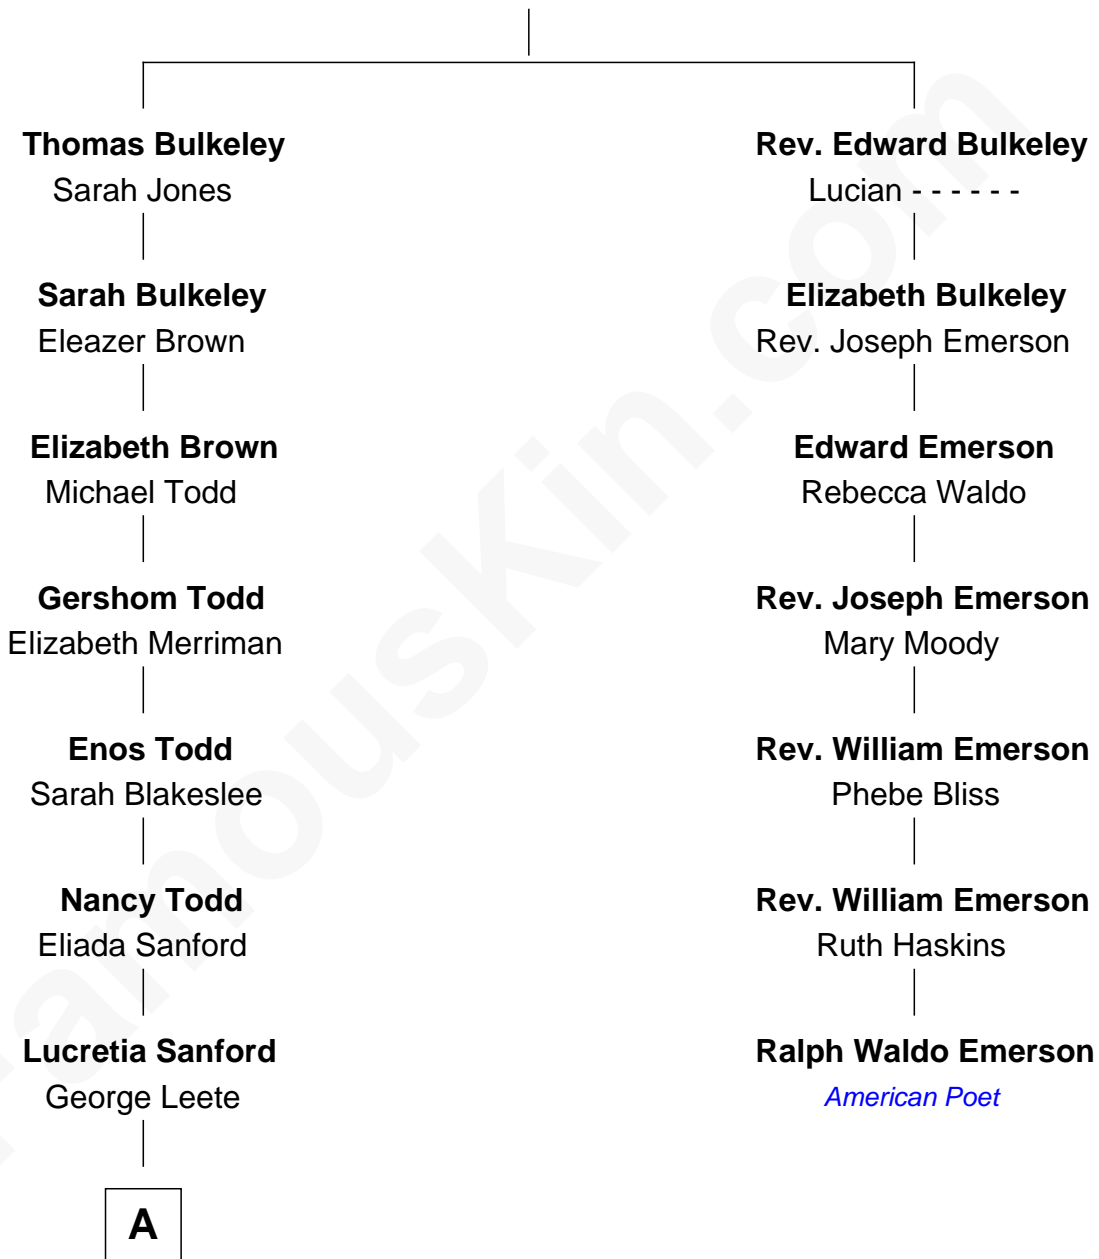 Thomas Bulkeley
Sarah Jones
Sarah Bulkeley
Eleazer Brown
Elizabeth Brown
Michael Todd
Gershom Todd
Elizabeth Merriman
Enos Todd
Sarah Blakeslee
Nancy Todd
Eliada Sanford
Lucretia Sanford
George Leete
A
Rev. Edward Bulkeley
Lucian - - - - - -
Elizabeth Bulkeley
Rev. Joseph Emerson
Edward Emerson
Rebecca Waldo
Rev. Joseph Emerson
Mary Moody
Rev. William Emerson
Phebe Bliss
Rev. William Emerson
Ruth Haskins
Ralph Waldo Emerson
American Poet
FamousKin.com